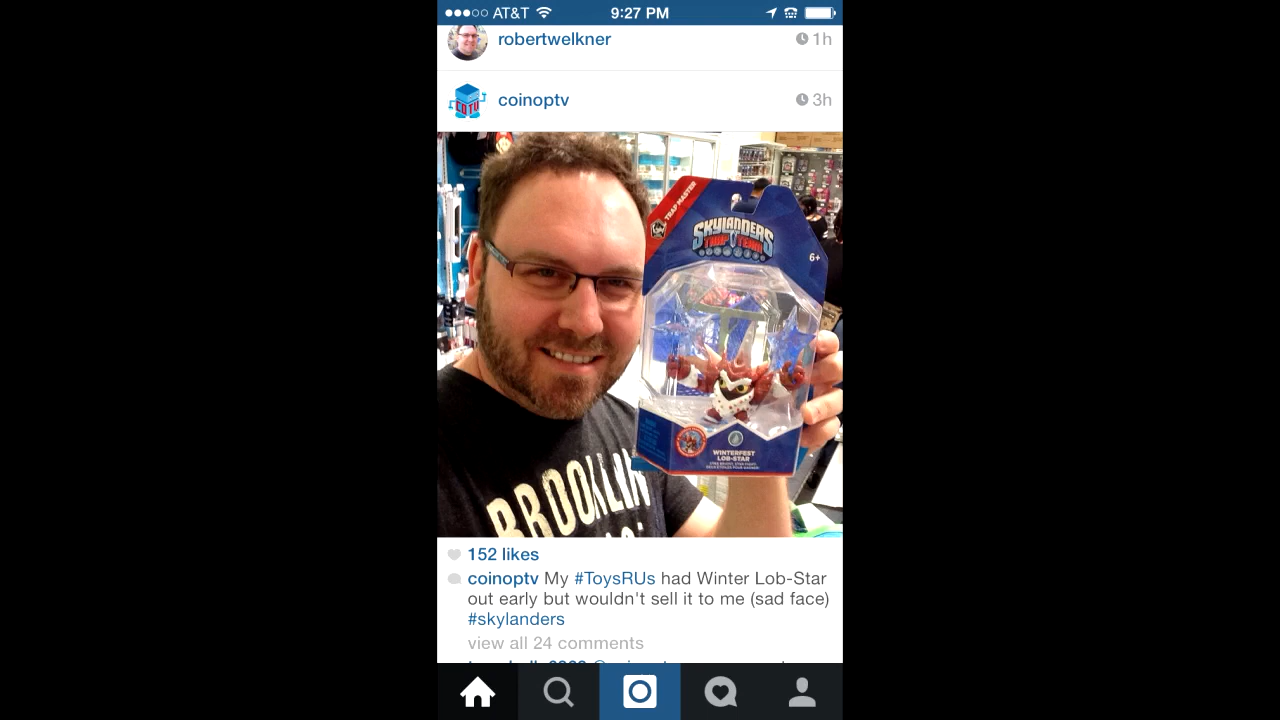 AT&T 9:27 PM
robertwelkner 1h
coinoptv 3h
COTV
TRAP MASTER
SKYLANDERS
TRAP TEAM
6+
WINTERFEST
LOB-STAR
BROOKLYN
152 likes
coinoptv My #ToysRUs had Winter Lob-Star
out early but wouldn't sell it to me (sad face)
#skylanders
view all 24 comments